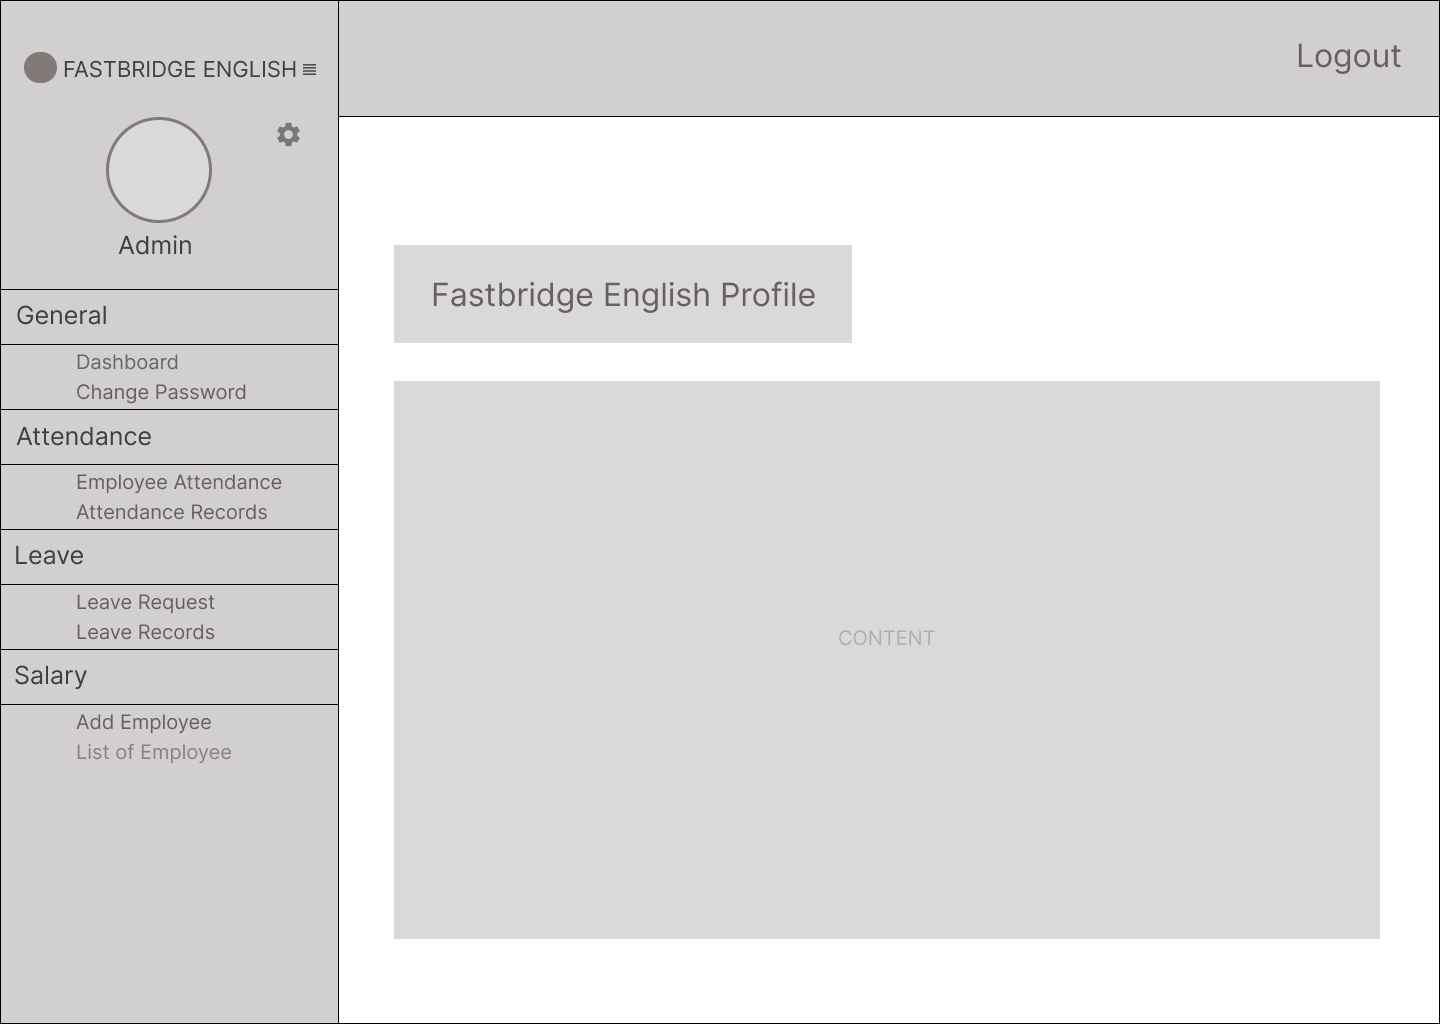 FASTBRIDGE ENGLISH
Logout
Admin
General
Dashboard
Change Password
Attendance
Employee Attendance
Attendance Records
Leave
Leave Request
Leave Records
Salary
Add Employee
List of Employee
Fastbridge English Profile
CONTENT